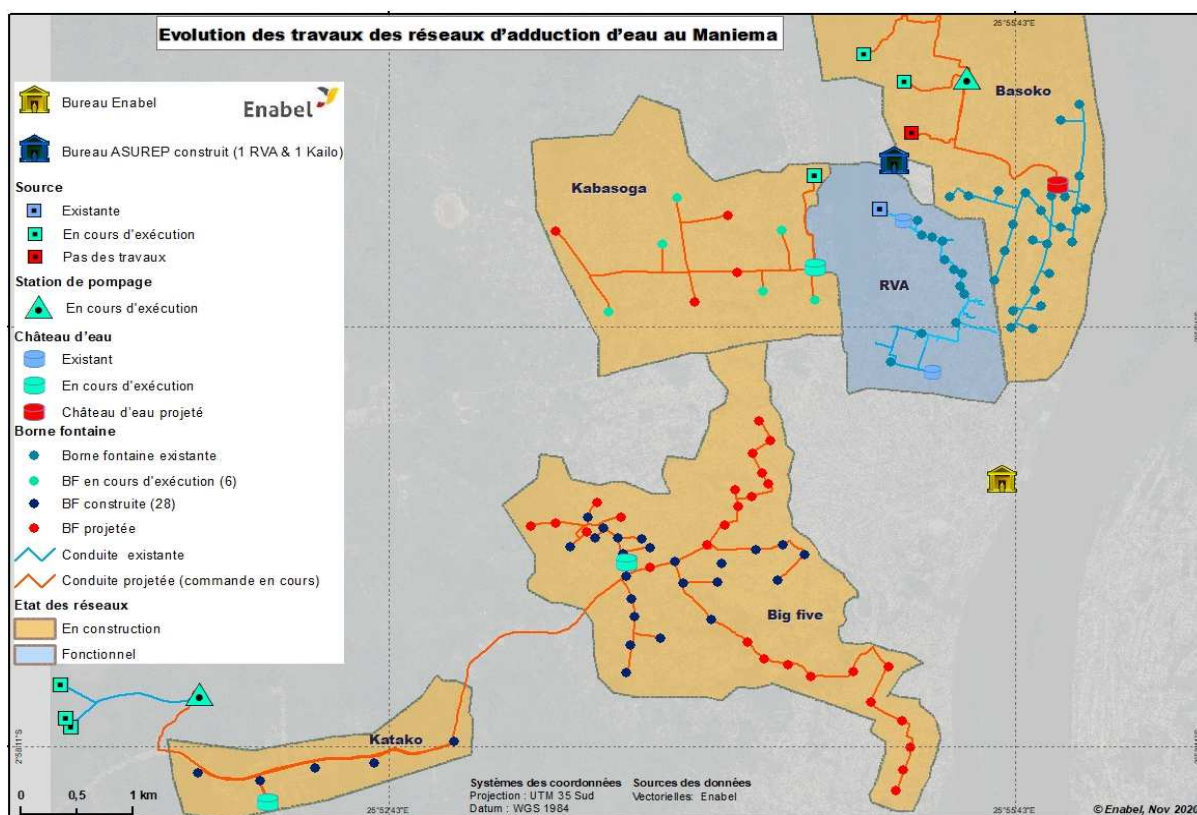 Evolution des travaux des réseaux d'adduction d'eau au Maniema
25°55'43"E
Bureau Enabel
Enabel
Bureau ASUREP construit (1 RVA & 1 Kailo)
Source
Existante
En cours d'exécution
Pas des travaux
Station de pompage
En cours d'exécution
Château d'eau
Existant
En cours d'exécution
Château d'eau projeté
Borne fontaine
Borne fontaine existante
BF en cours d'exécution (6)
BF construite (28)
BF projetée
Conduite existante
Conduite projetée (commande en cours)
Etat des réseaux
En construction
Fonctionnel
Basoko
Kabasoga
RVA
Big five
Katako
2°58'11"S
0 0,5 1 km
25°52'43"E
Systèmes des coordonnées
Projection : UTM 35 Sud
Datum : WGS 1984
Sources des données
Vectorielles: Enabel
25°55'43"E
© Enabel, Nov 2020